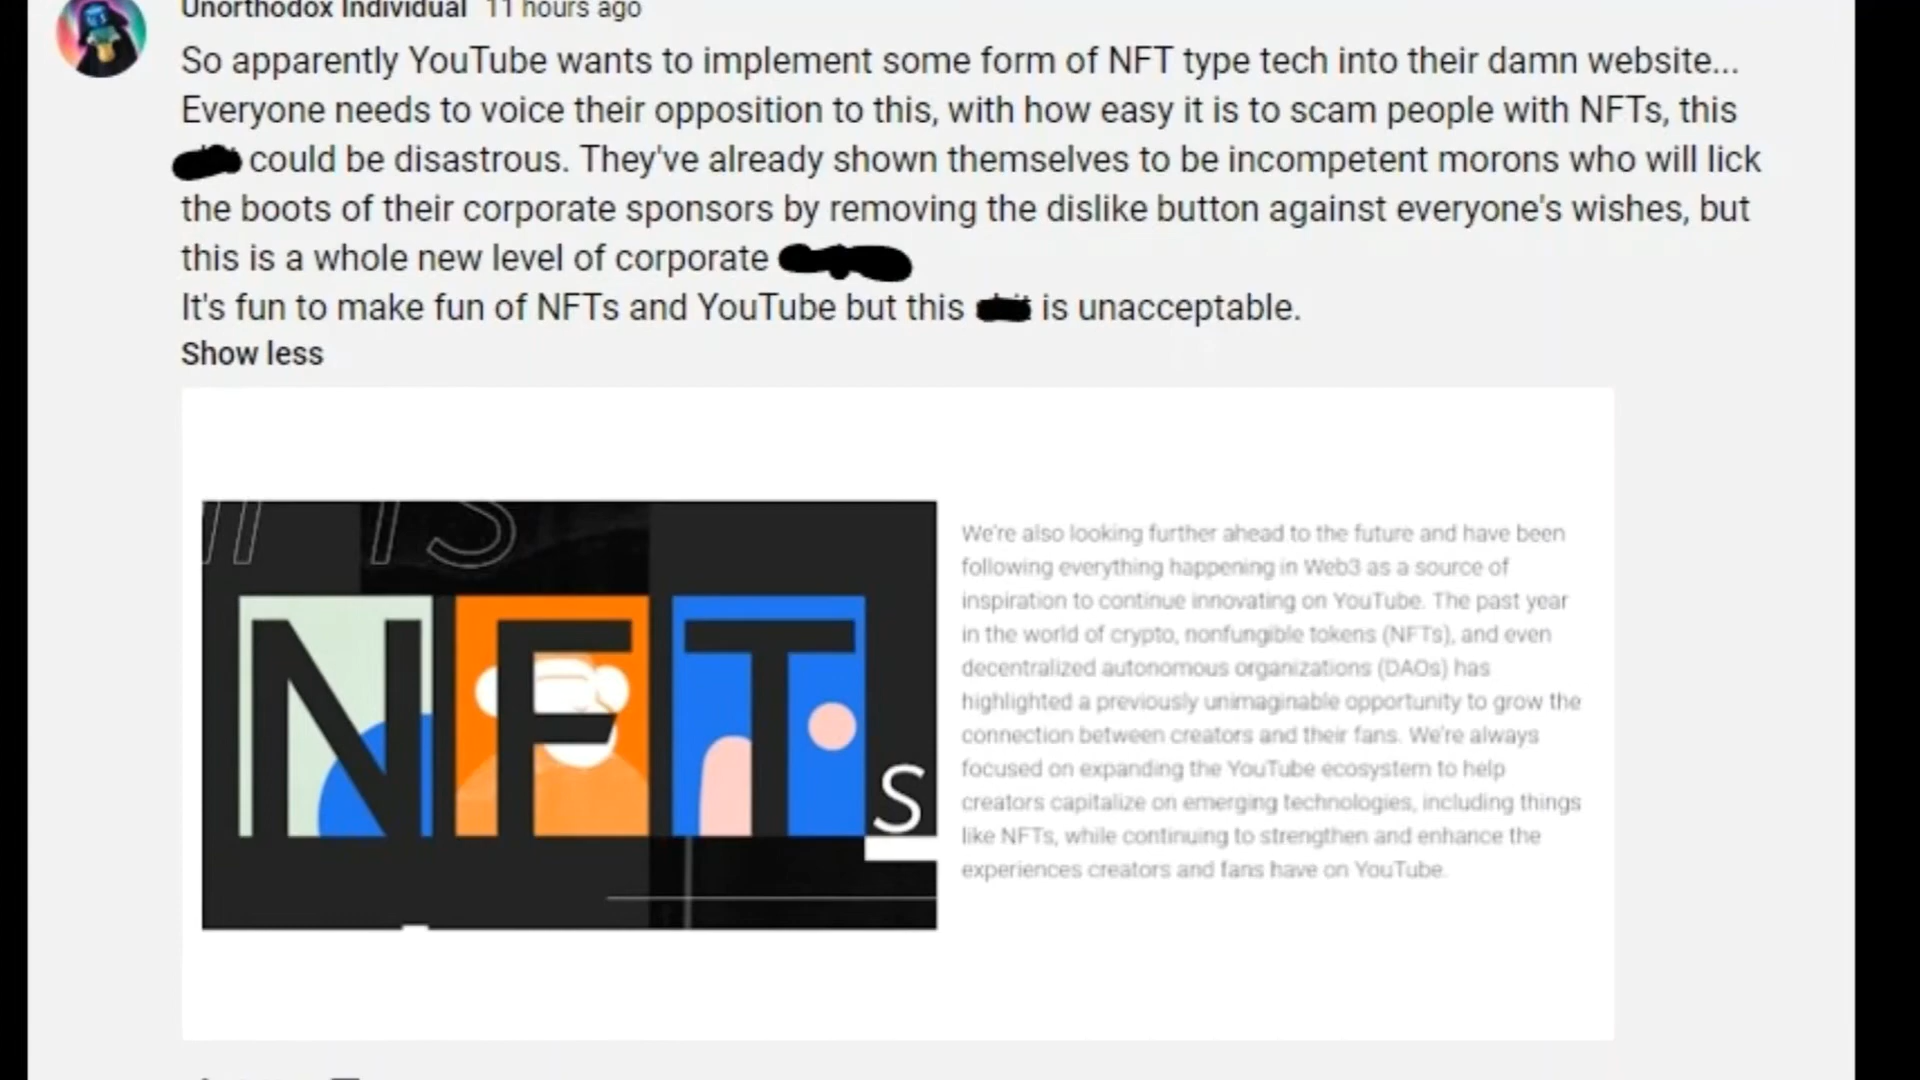 Unorthodox Individual 11 hours ago
So apparently YouTube wants to implement some form of NFT type tech into their damn website...
Everyone needs to voice their opposition to this, with how easy it is to scam people with NFTs, this
could be disastrous. They've already shown themselves to be incompetent morons who will lick
the boots of their corporate sponsors by removing the dislike button against everyone's wishes, but
this is a whole new level of corporate
It's fun to make fun of NFTs and YouTube but this is unacceptable.
Show less
NFTs
We're also looking further ahead to the future and have been
following everything happening in Web3 as a source of
inspiration to continue innovating on YouTube. The past year
in the world of crypto, nonfungible tokens (NFTs), and even
decentralized autonomous organizations (DAOs) has
highlighted a previously unimaginable opportunity to grow the
connection between creators and their fans. We're always
focused on expanding the YouTube ecosystem to help
creators capitalize on emerging technologies, including things
like NFTs, while continuing to strengthen and enhance the
experiences creators and fans have on YouTube.